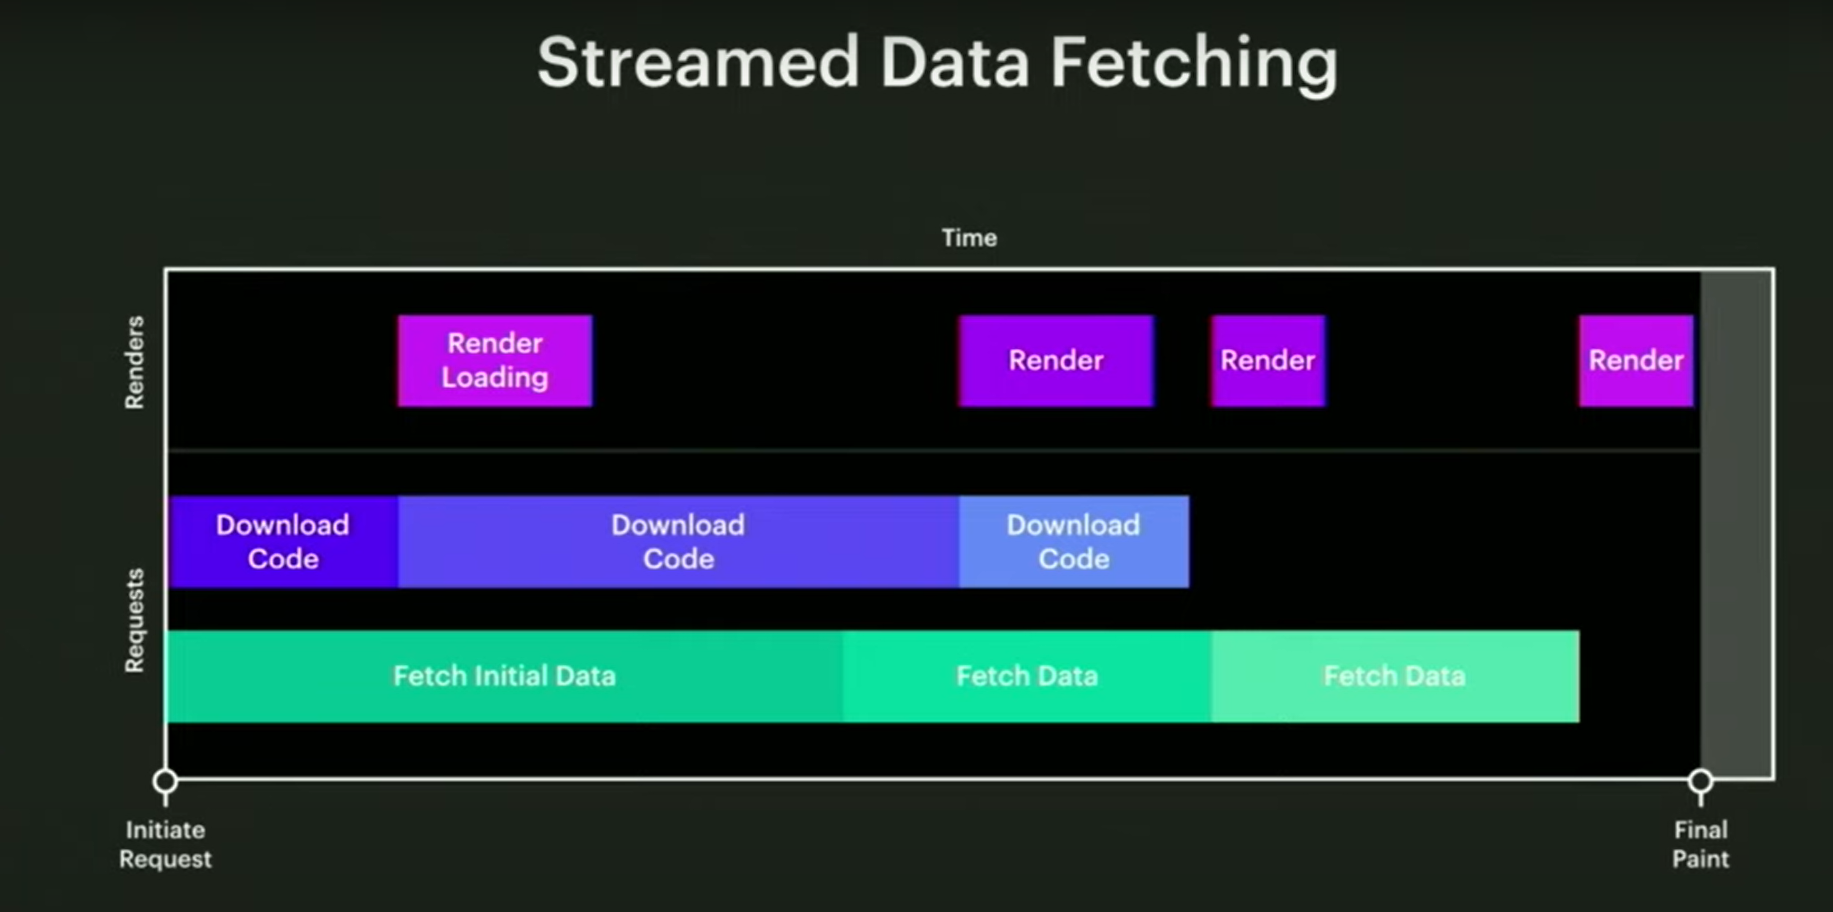 Streamed Data Fetching
Time
Renders
Render
Loading
Render
Render
Render
Requests
Download
Code
Download
Code
Download
Code
Fetch Initial Data
Fetch Data
Fetch Data
Initiate
Request
Final
Paint